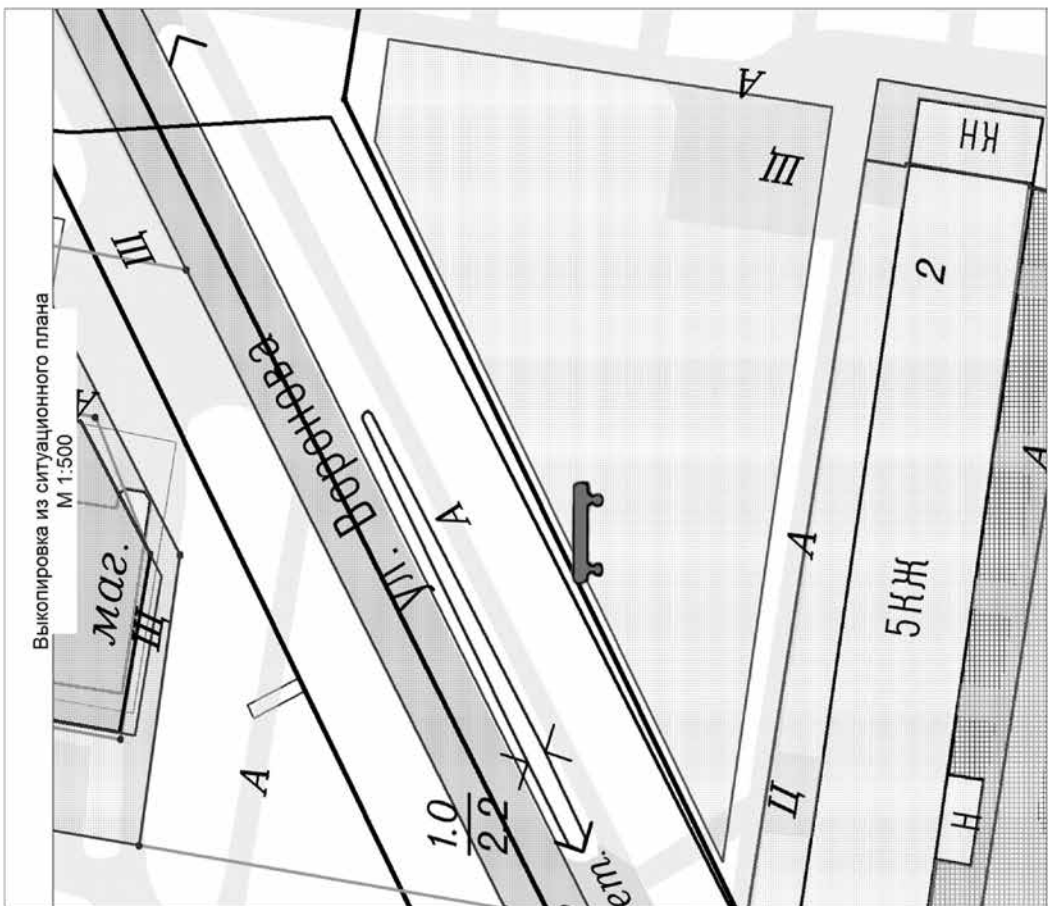 Выкопировка из ситуационного плана
М 1:500
А
Щ
КН
Щ
2
ул. Воронова
А
маг.
Щ
А
А
А
5КЖ
А
1.0
2.2
Ц
Н